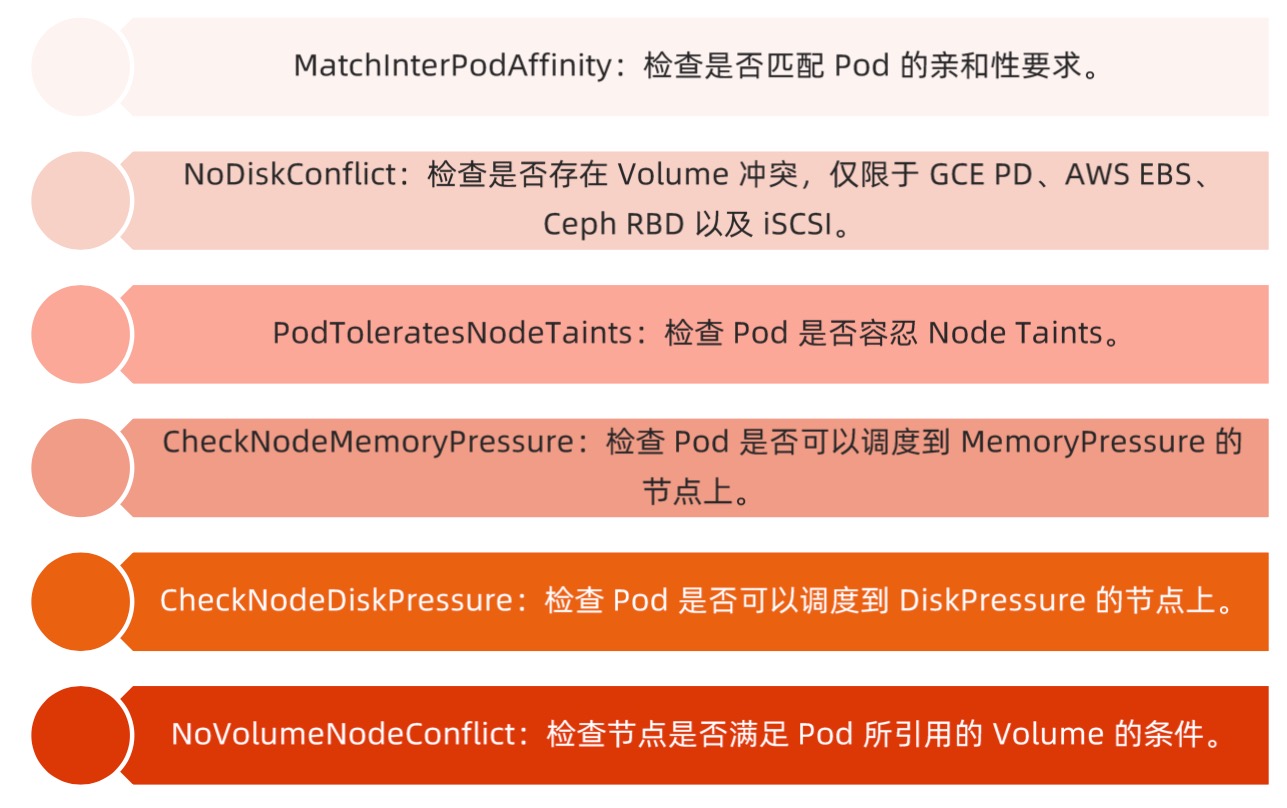 MatchInterPodAffinity：检查是否匹配 Pod 的亲和性要求。
NoDiskConflict：检查是否存在 Volume 冲突，仅限于 GCE PD、AWS EBS、
Ceph RBD 以及 iSCSI。
PodToleratesNodeTaints：检查 Pod 是否容忍 Node Taints。
CheckNodeMemoryPressure：检查 Pod 是否可以调度到 MemoryPressure 的
节点上。
CheckNodeDiskPressure：检查 Pod 是否可以调度到 DiskPressure 的节点上。
NoVolumeNodeConflict：检查节点是否满足 Pod 所引用的 Volume 的条件。